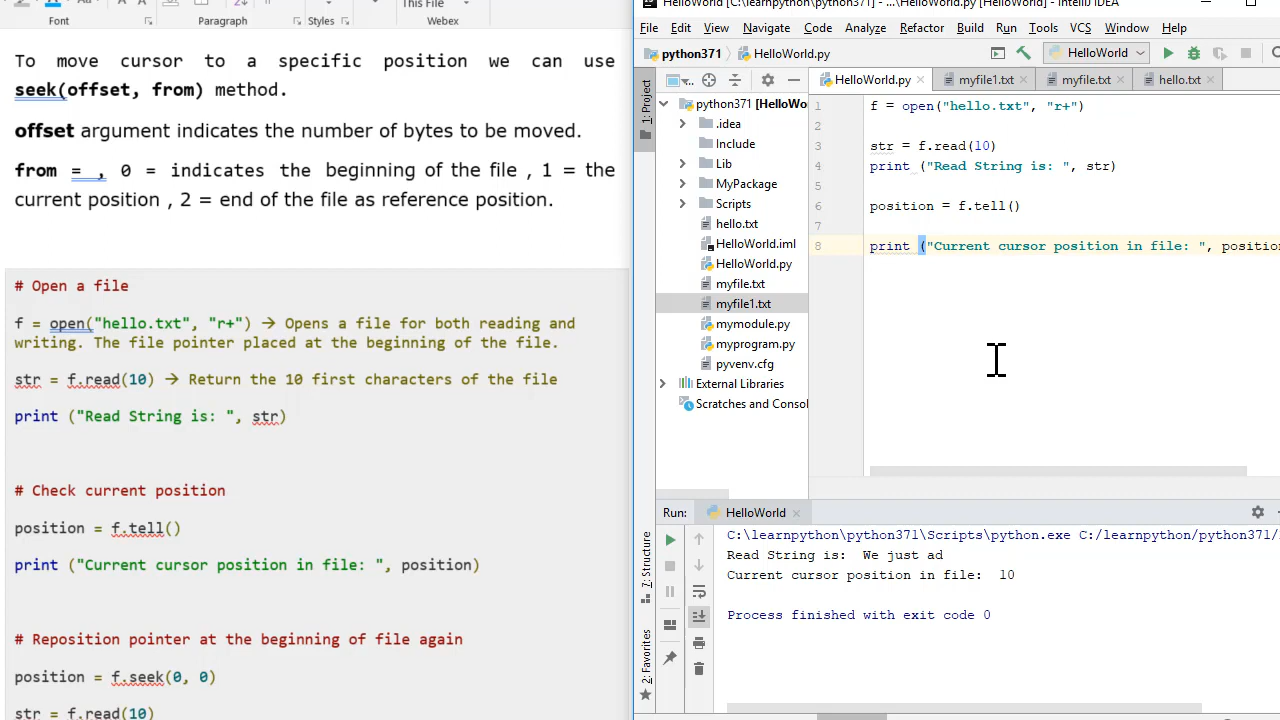 This File
Font
Paragraph
Styles
Webex
To move cursor to a specific position we can use
seek(offset, from) method.
offset argument indicates the number of bytes to be moved.
from = , 0 = indicates the beginning of the file , 1 = the
current position , 2 = end of the file as reference position.
# Open a file
f = open("hello.txt", "r+") → Opens a file for both reading and
writing. The file pointer placed at the beginning of the file.
str = f.read(10) → Return the 10 first characters of the file
print ("Read String is: ", str)
# Check current position
position = f.tell()
print ("Current cursor position in file: ", position)
# Reposition pointer at the beginning of file again
position = f.seek(0, 0)
str = f.read(10)
HelloWorld [C:\learnpython\python371] - ...\HelloWorld.py [HelloWorld] - IntelliJ IDEA
File Edit View Navigate Code Analyze Refactor Build Run Tools VCS Window Help
python371 HelloWorld.py
HelloWorld
1: Project
HelloWorld.py myfile1.txt myfile.txt hello.txt
python371 [HelloWo
.idea
Include
Lib
MyPackage
Scripts
hello.txt
HelloWorld.iml
HelloWorld.py
myfile.txt
myfile1.txt
mymodule.py
myprogram.py
pyvenv.cfg
External Libraries
Scratches and Consol
1 f = open("hello.txt", "r+")
2
3 str = f.read(10)
4 print ("Read String is: ", str)
5
6 position = f.tell()
7
8 print ("Current cursor position in file: ", positio
Run: HelloWorld
7: Structure
2: Favorites
C:\learnpython\python371\Scripts\python.exe C:/learnpython/python371/
Read String is:  We just ad
Current cursor position in file:  10
Process finished with exit code 0